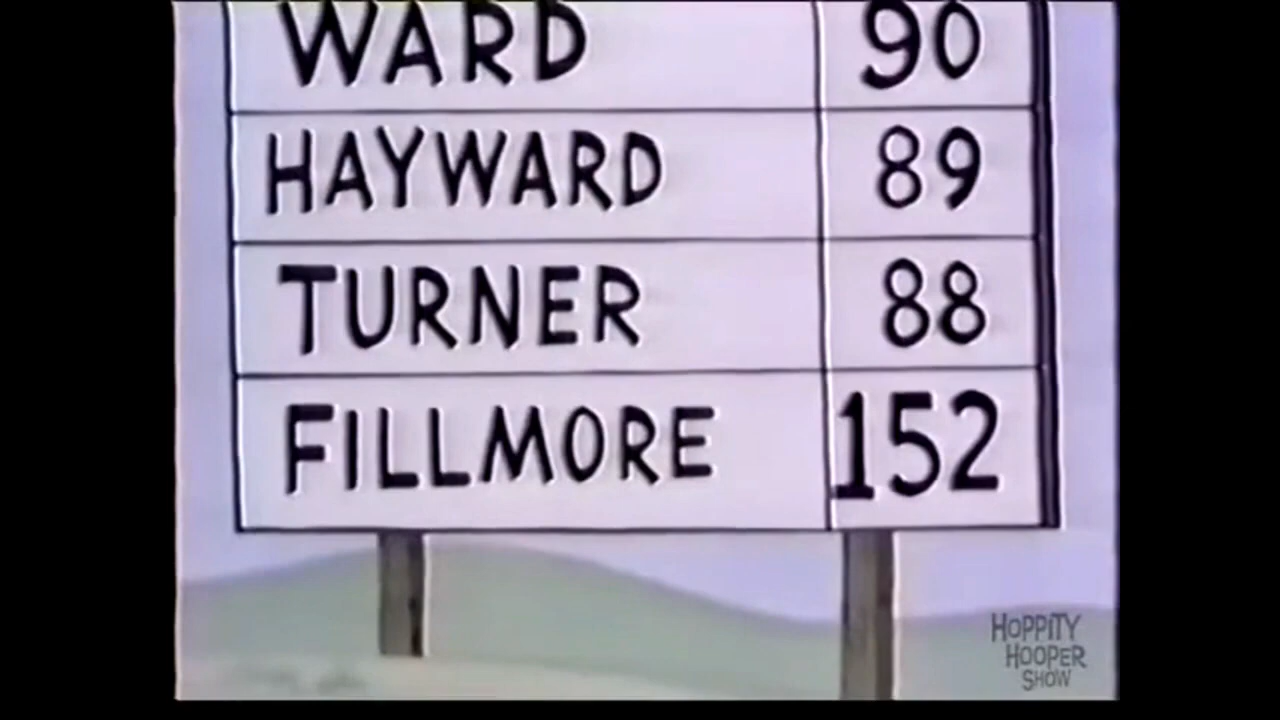 WARD 90
HAYWARD 89
TURNER 88
FILLMORE 152
HOPPITY
HOOPER
SHOW